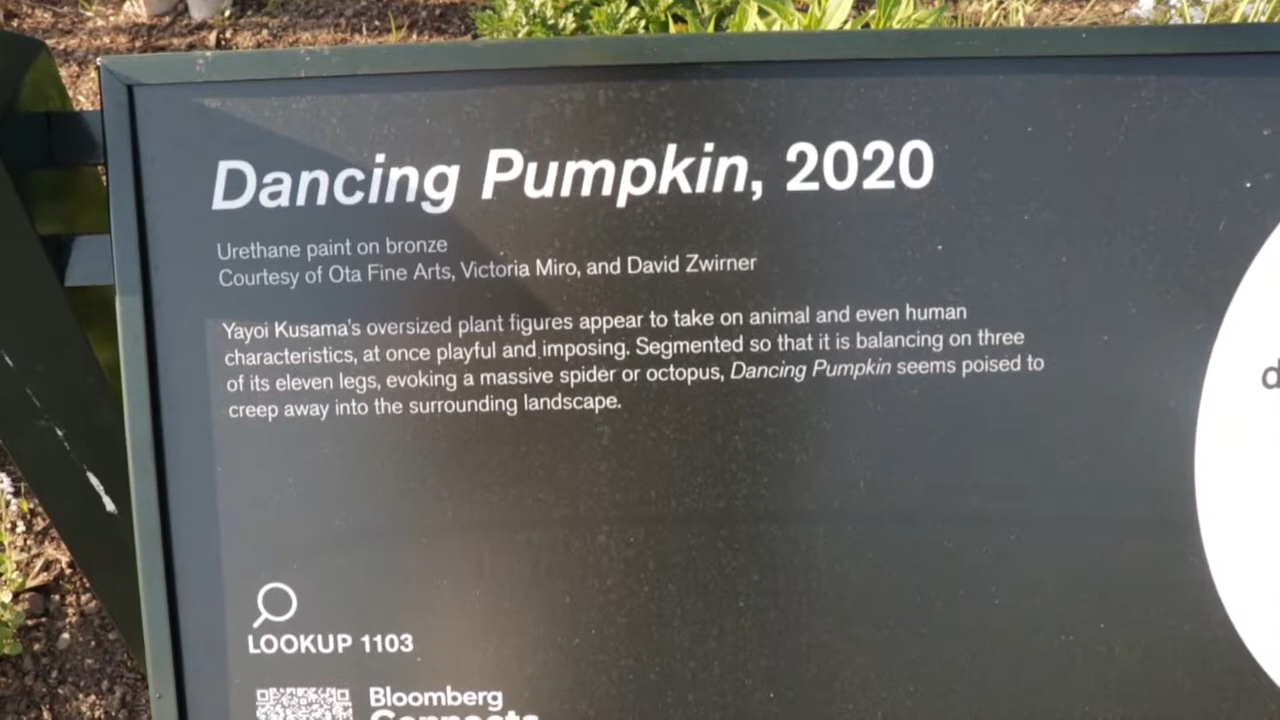 Dancing Pumpkin, 2020
Urethane paint on bronze
Courtesy of Ota Fine Arts, Victoria Miro, and David Zwirner
Yayoi Kusama's oversized plant figures appear to take on animal and even human
characteristics, at once playful and imposing. Segmented so that it is balancing on three
of its eleven legs, evoking a massive spider or octopus, Dancing Pumpkin seems poised to
creep away into the surrounding landscape.
LOOKUP 1103
Bloomberg
Connects